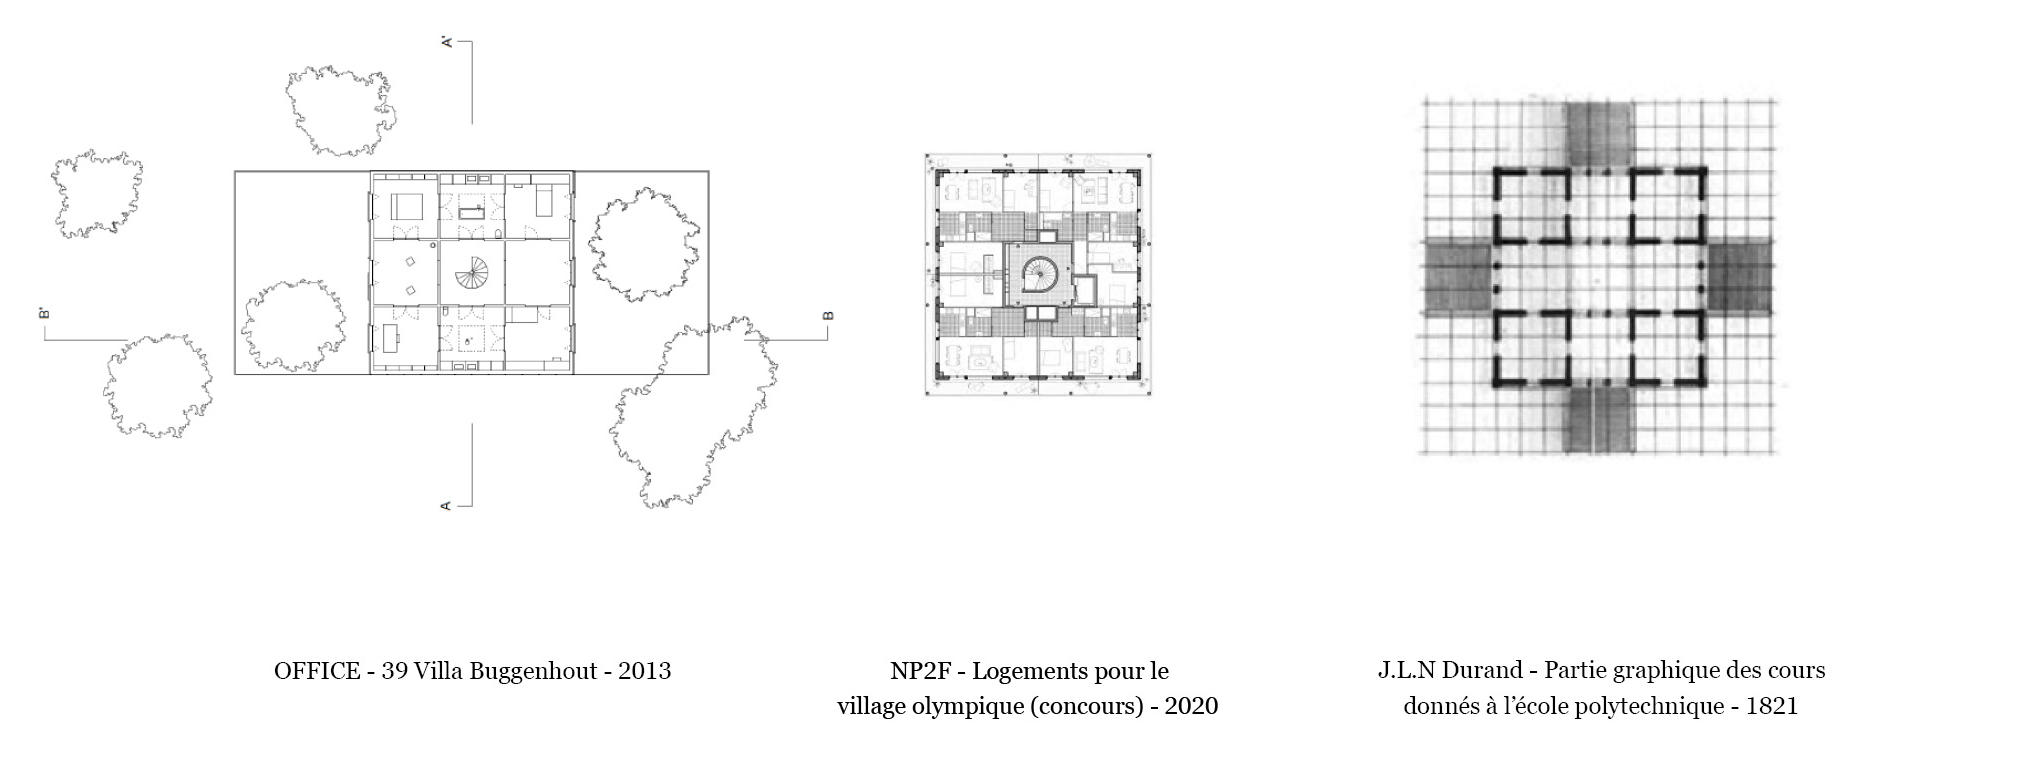 A'
B'
B
A
OFFICE - 39 Villa Buggenhout - 2013
NP2F - Logements pour le
village olympique (concours) - 2020
J.L.N Durand - Partie graphique des cours
donnés à l’école polytechnique - 1821